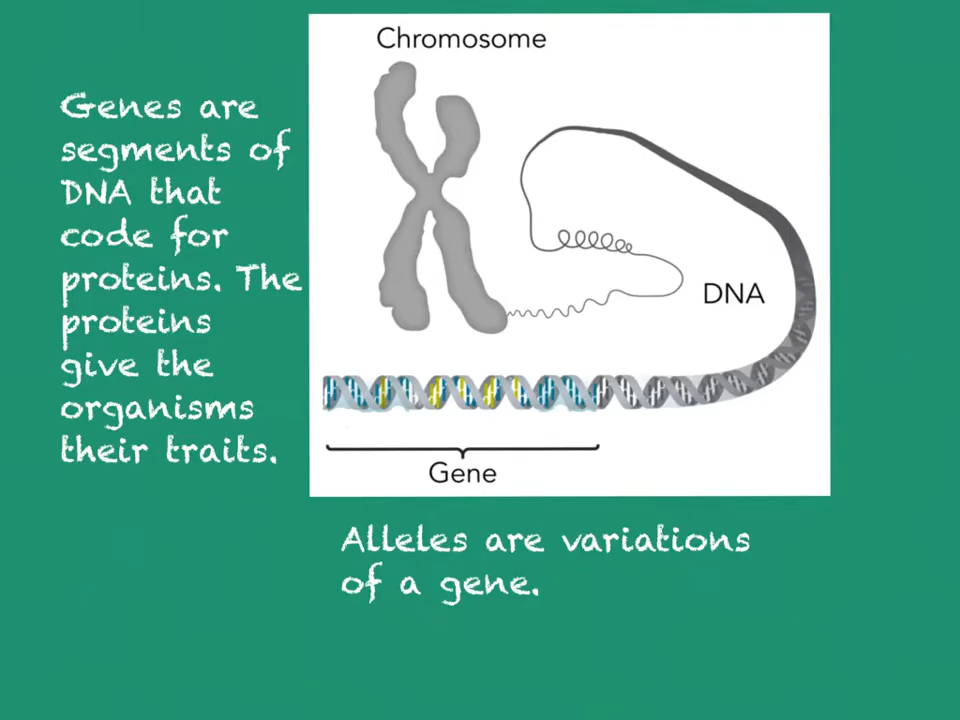 Chromosome
Genes are
segments of
DNA that
code for
proteins. The
proteins
give the
organisms
their traits.
DNA
Gene
Alleles are variations
of a gene.